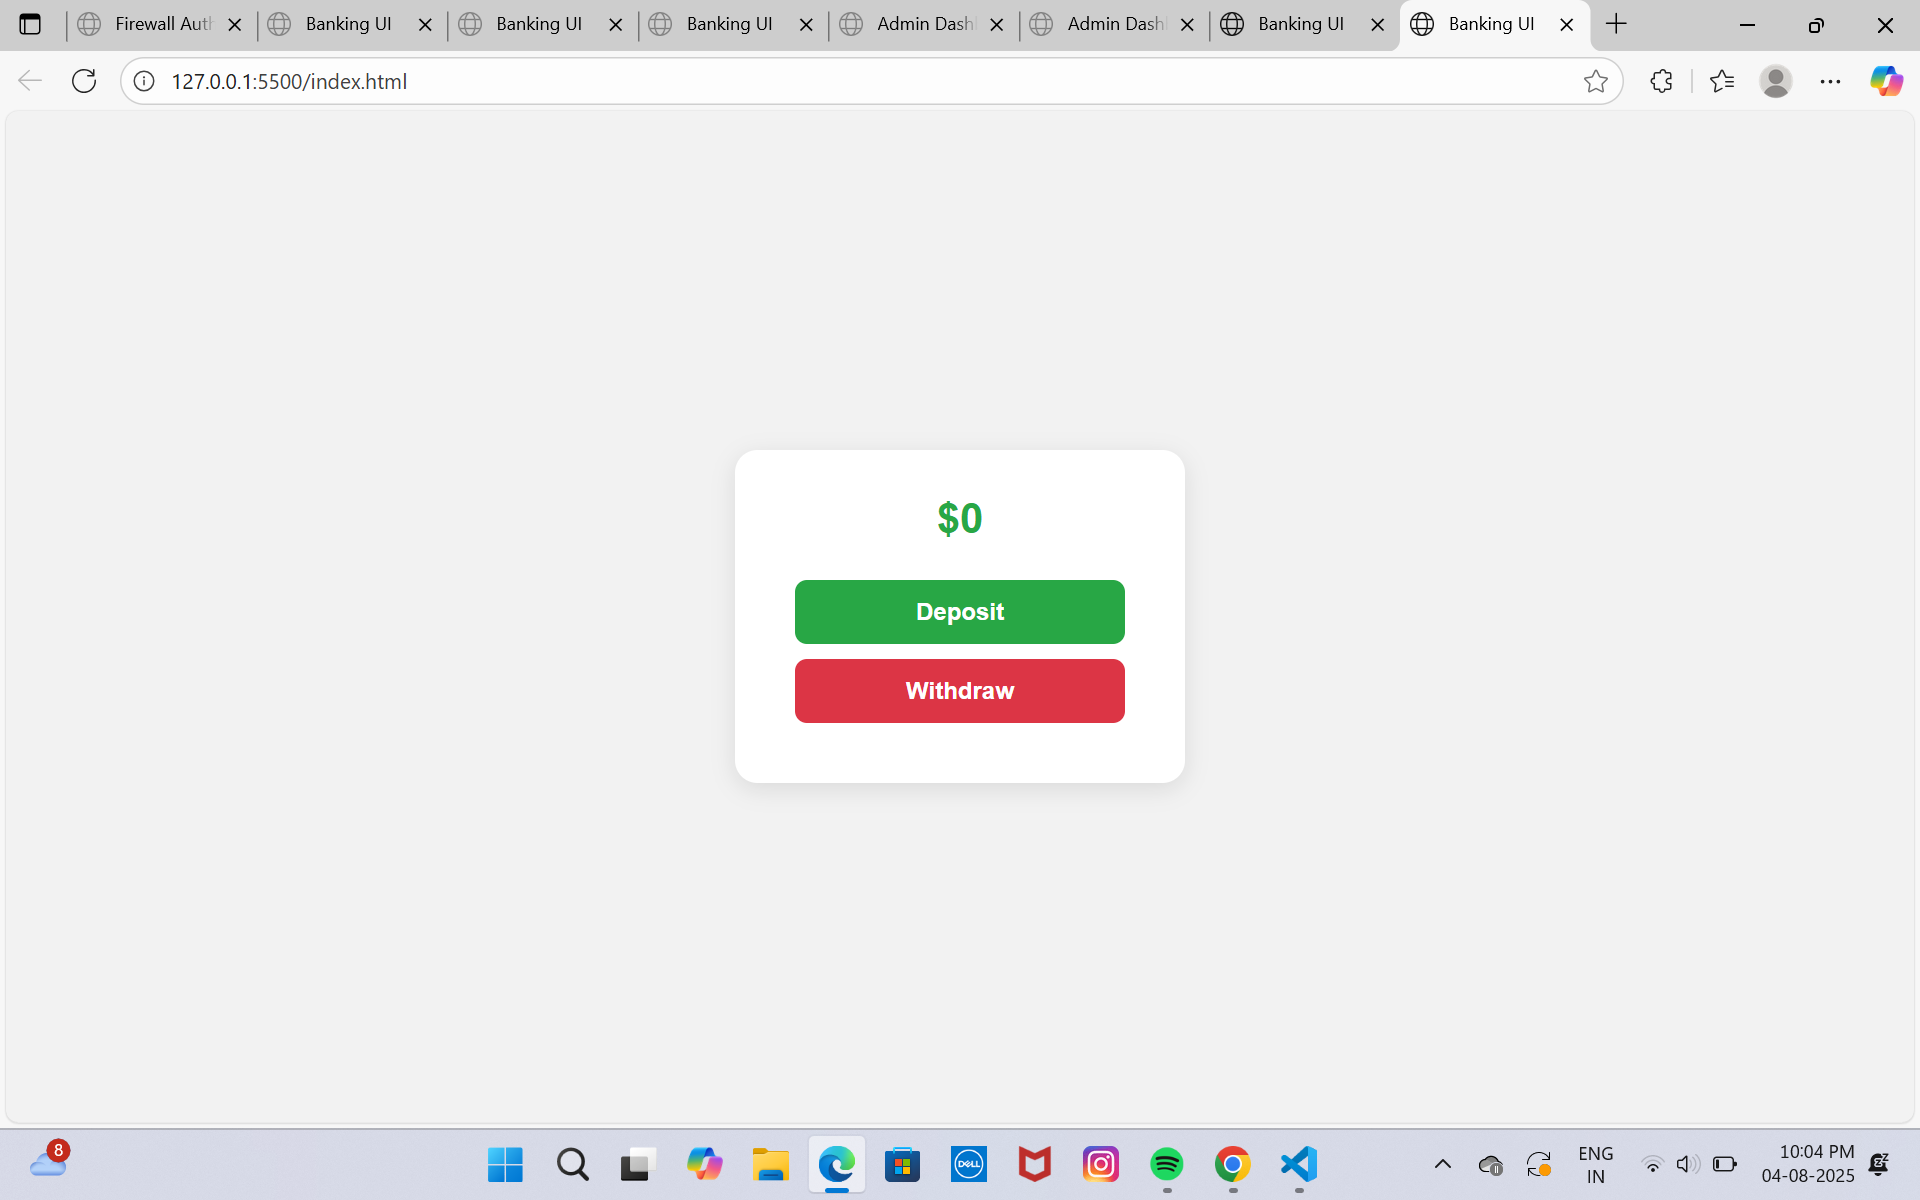 Firewall Auth
Banking UI
Banking UI
Banking UI
Admin Dash
Admin Dash
Banking UI
Banking UI
127.0.0.1:5500/index.html
$0
Deposit
Withdraw
8
DELL
ENG
IN
10:04 PM
04-08-2025